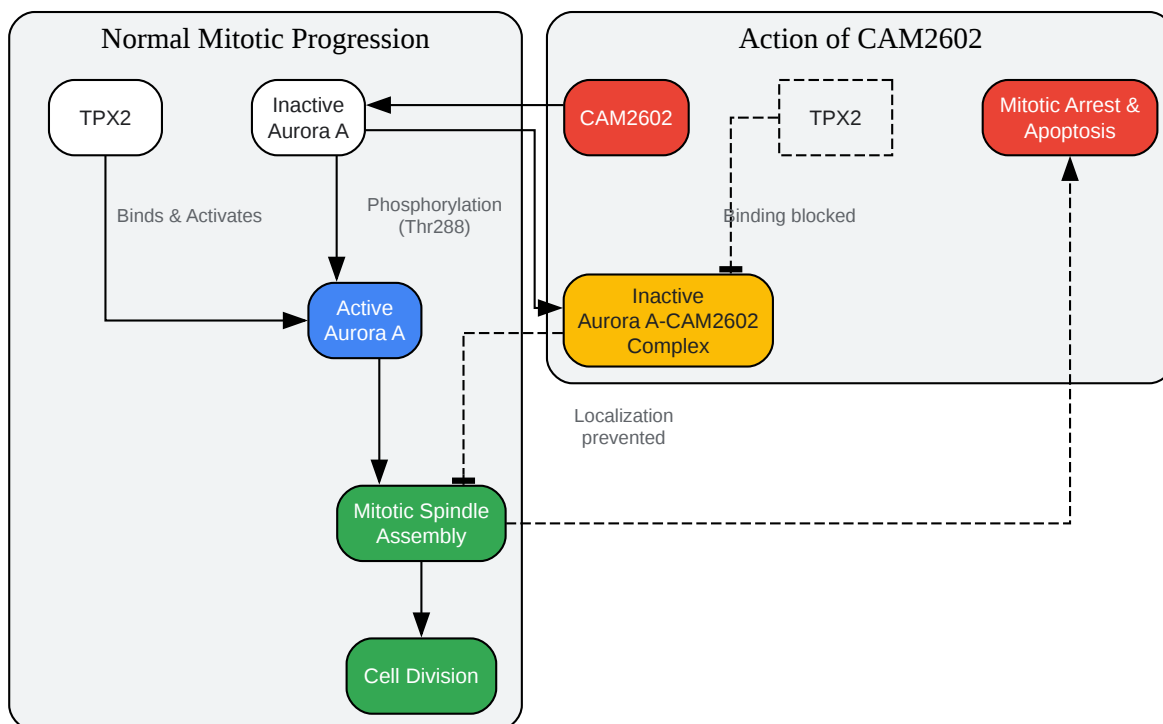 Normal Mitotic Progression
TPX2
Inactive
Aurora A
Binds & Activates
Phosphorylation
(Thr288)
Active
Aurora A
Mitotic Spindle
Assembly
Cell Division
Action of CAM2602
CAM2602
TPX2
Mitotic Arrest &
Apoptosis
Binding blocked
Inactive
Aurora A-CAM2602
Complex
Localization
prevented